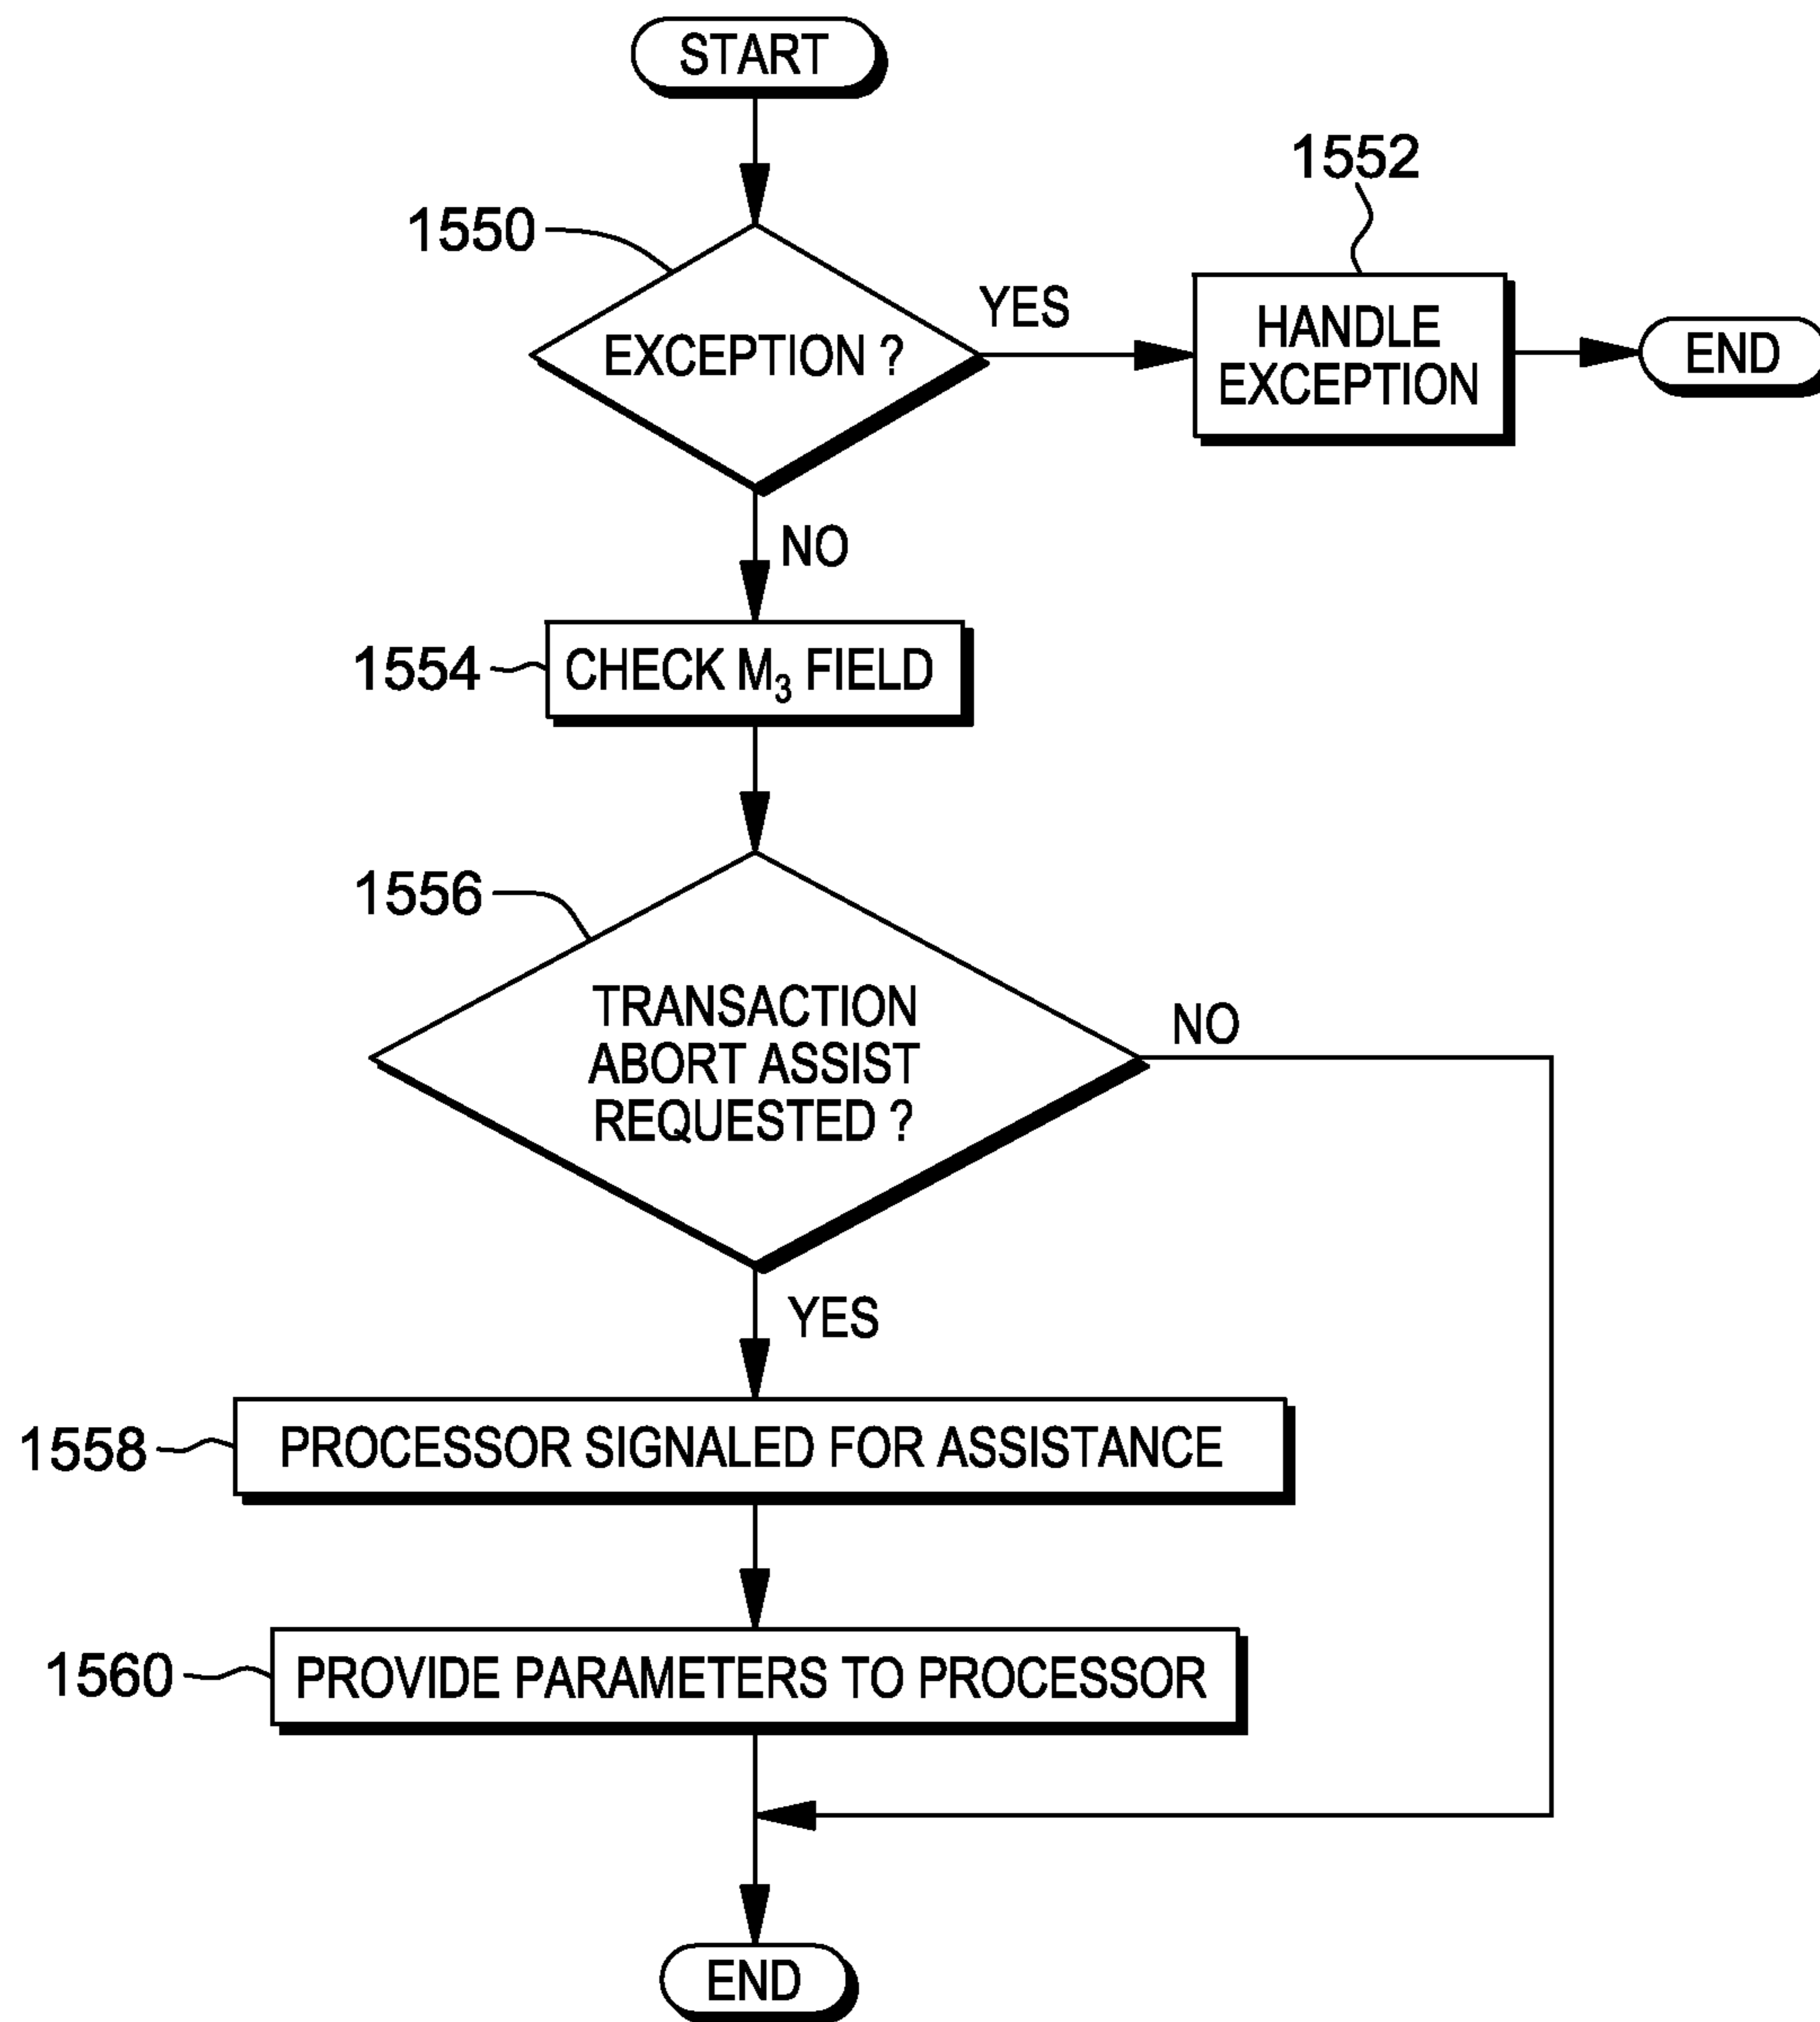 START
1552
1550
YES
EXCEPTION ?
HANDLE
EXCEPTION
END
NO
1554
CHECK M₃ FIELD
1556
TRANSACTION
ABORT ASSIST
REQUESTED ?
NO
YES
1558
PROCESSOR SIGNALED FOR ASSISTANCE
1560
PROVIDE PARAMETERS TO PROCESSOR
END